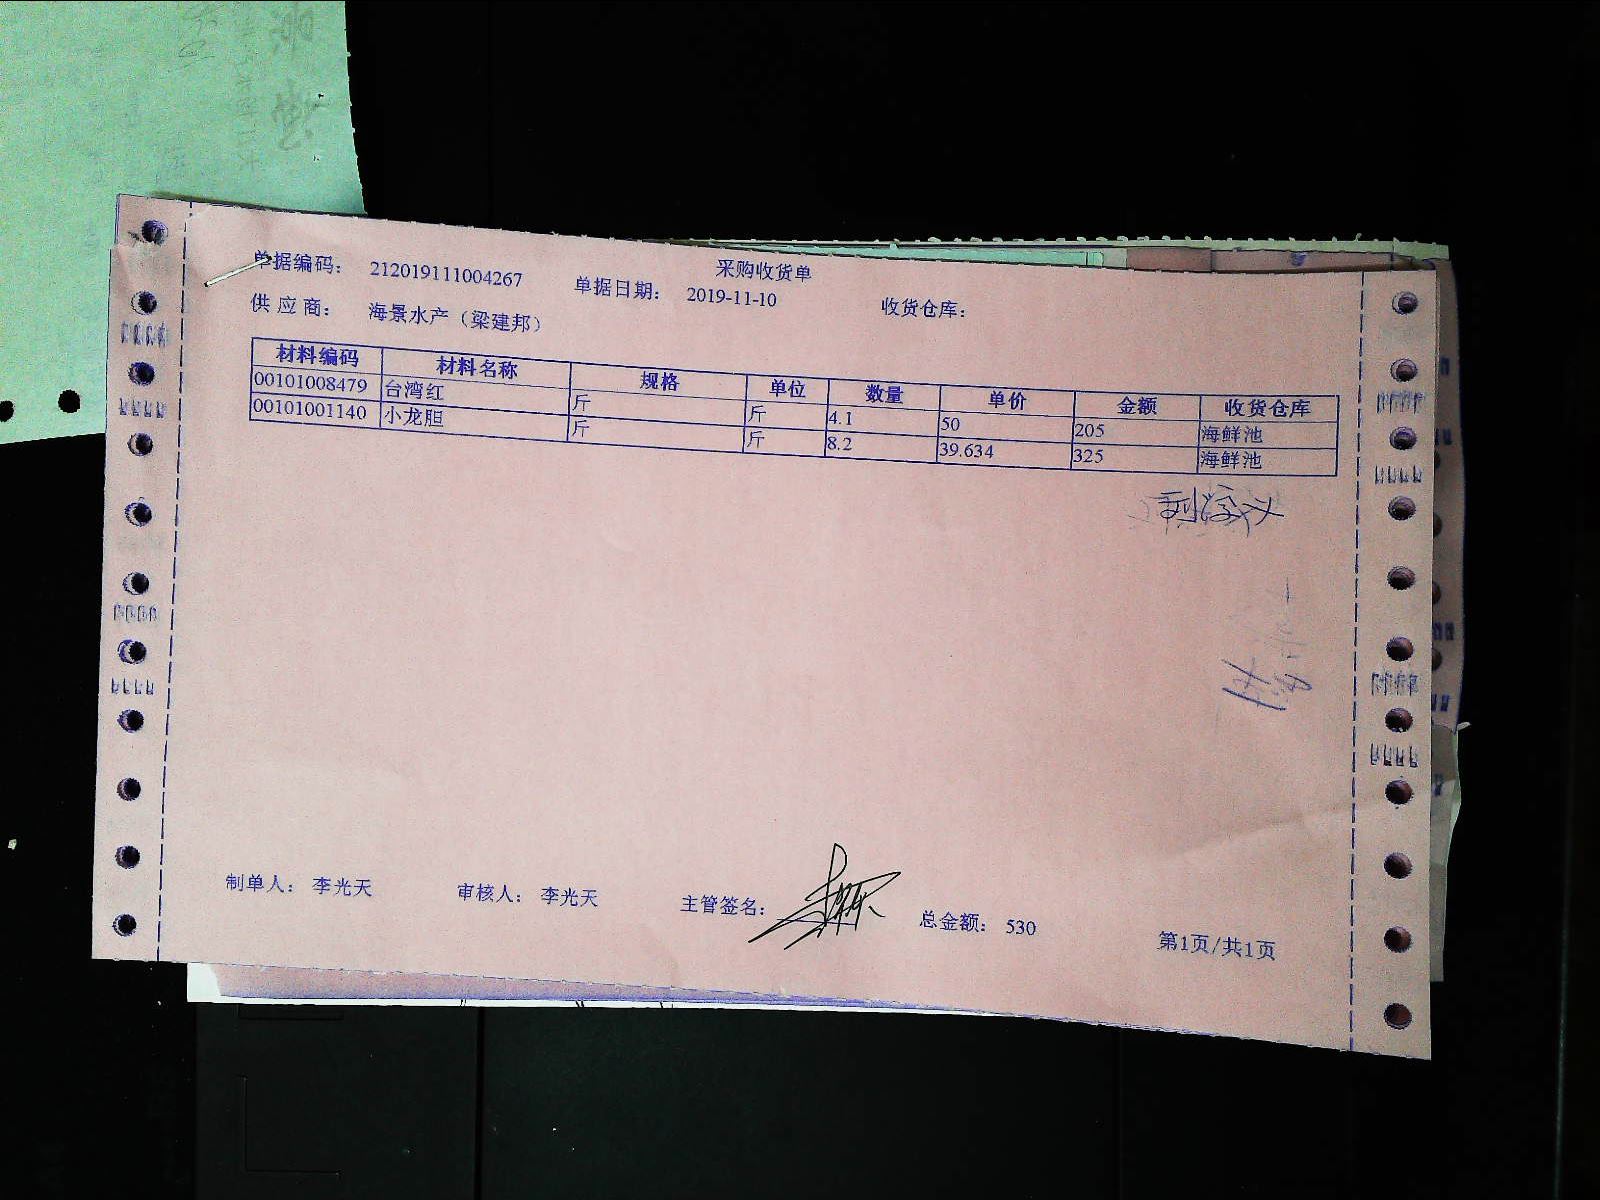 采购收货单
单据编码： 212019111004267 单据日期： 2019-11-10 收货仓库：
供 应 商： 海景水产（梁建邦）
材料编码 材料名称 规格 单位 数量 单价 金额 收货仓库
00101008479 台湾红 斤 斤 4.1 50 205 海鲜池
00101001140 小龙胆 斤 斤 8.2 39.634 325 海鲜池
制单人： 李光天 审核人： 李光天 主管签名： 总金额： 530
第1页/共1页